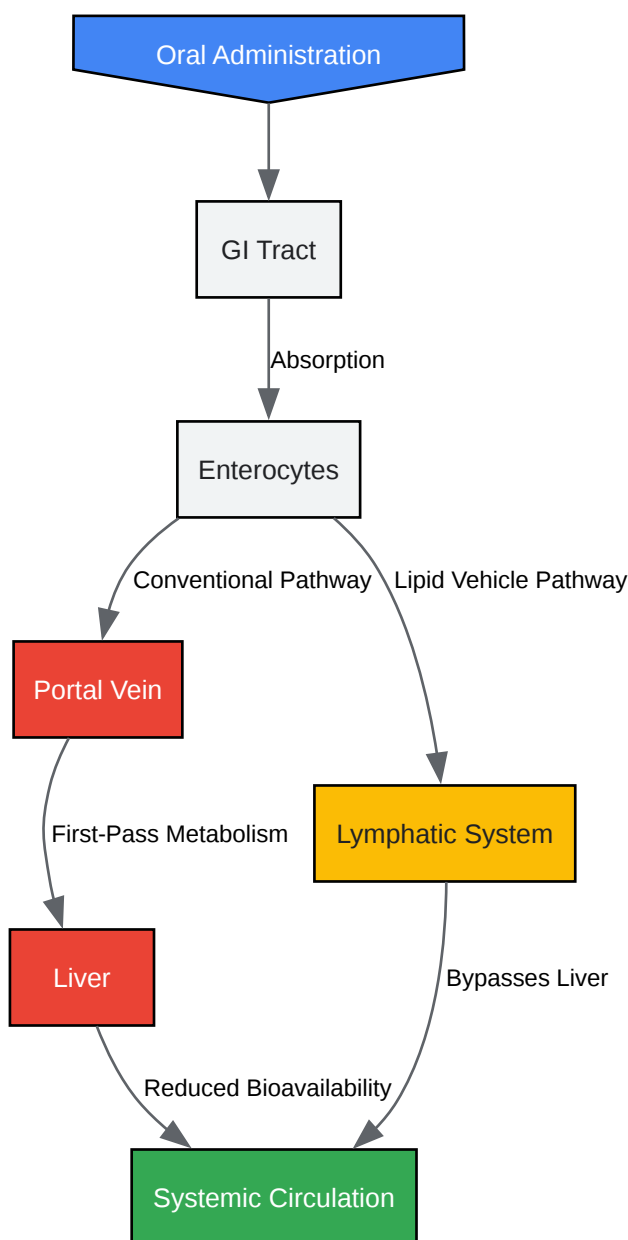 Oral Administration
GI Tract
Absorption
Enterocytes
Conventional Pathway
Lipid Vehicle Pathway
Portal Vein
First-Pass Metabolism
Lymphatic System
Liver
Bypasses Liver
Reduced Bioavailability
Systemic Circulation